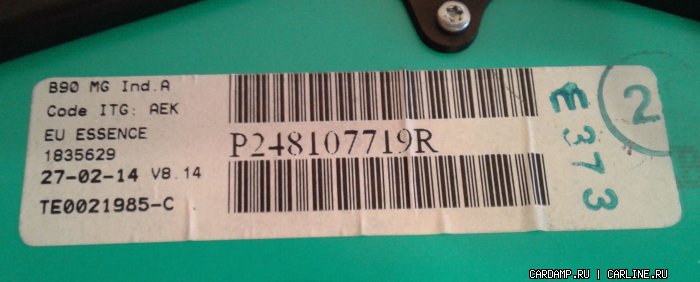 B90 MG Ind.A
Code ITG: AEK
EU ESSENCE
1835629
27-02-14 V8.14
TE0021985-C
P248107719R
E373
2
CARDAMP.RU | CARLINE.RU